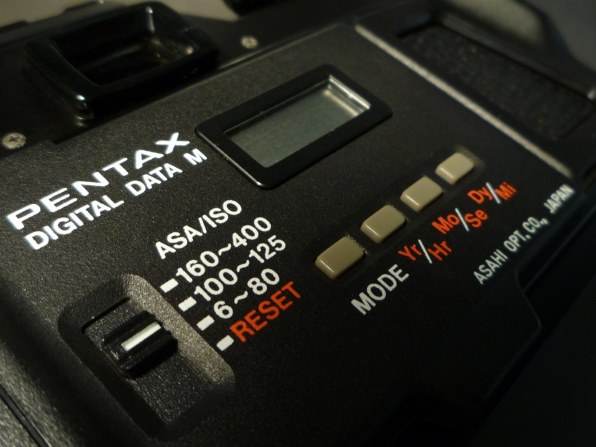 PENTAX
DIGITAL DATA M
ASA/ISO
160~400
100~125
6~80
RESET
MODE Yr/Hr Mo/Se Dy/Mi
ASAHI OPT. CO., JAPAN